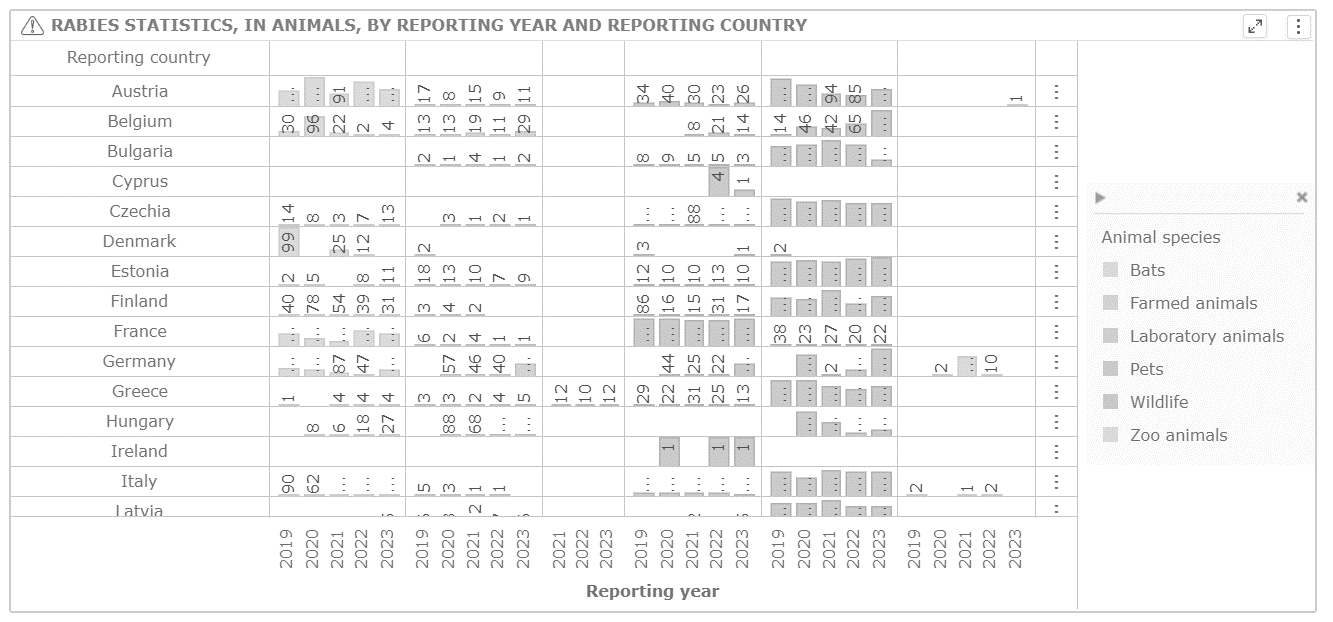 RABIES STATISTICS, IN ANIMALS, BY REPORTING YEAR AND REPORTING COUNTRY
Reporting country
Austria ... ... 91 ... ... 17 8 15 9 11 34 40 30 23 26 ... ... 94 85 ... 1
Belgium 30 96 22 2 4 13 13 19 11 29 8 21 14 14 46 42 65 ...
Bulgaria 2 1 4 1 2 8 9 5 5 3 ... ... ... ... ...
Cyprus 4 1
Czechia 14 8 3 7 13 3 1 2 1 ... ... 88 ... ... ... ... ... ... ...
Denmark 99 25 12 2 3 1 2
Estonia 2 5 8 11 18 13 10 7 9 12 10 10 13 10 ... ... ... ... ...
Finland 40 78 54 39 31 3 4 2 86 16 15 31 17 ... ... ... ... ...
France ... ... ... ... ... 6 2 4 1 1 ... ... ... ... ... 38 23 27 20 22
Germany ... ... 87 47 ... 57 46 40 ... 44 25 22 ... ... 2 ... ... 2 ... 10
Greece 1 4 4 4 3 3 2 4 5 12 10 12 29 22 31 25 13 ... ... ... ... ...
Hungary 8 6 18 27 88 68 ... ... ... ... ... ...
Ireland 1 1 1
Italy 90 62 ... ... ... 5 3 1 1 ... ... ... ... ... ... ... ... ... ... 2 1 2
Latvia 2 ... ... ... ... ...
2019 2020 2021 2022 2023 2019 2020 2021 2022 2023 2021 2022 2023 2019 2020 2021 2022 2023 2019 2020 2021 2022 2023 2019 2020 2021 2022 2023
Reporting year
Animal species
Bats
Farmed animals
Laboratory animals
Pets
Wildlife
Zoo animals